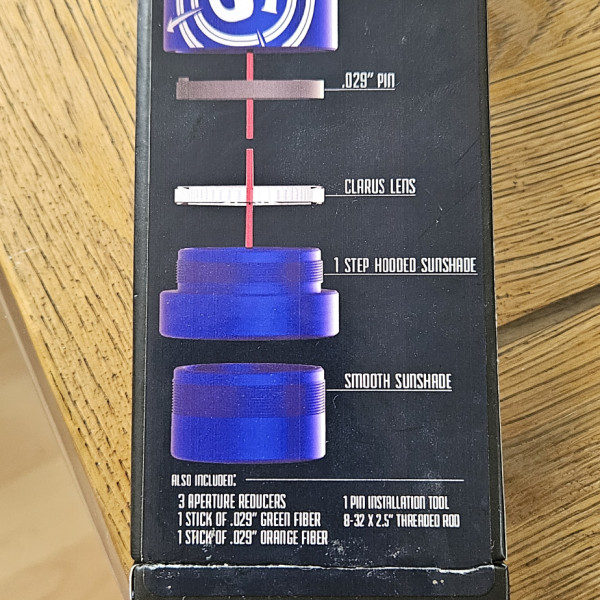 .029" PIN
CLARUS LENS
1 STEP HOODED SUNSHADE
SMOOTH SUNSHADE
ALSO INCLUDED:
3 APERTURE REDUCERS
1 STICK OF .029" GREEN FIBER
1 STICK OF .029" ORANGE FIBER
1 PIN INSTALLATION TOOL
8-32 X 2.5" THREADED ROD